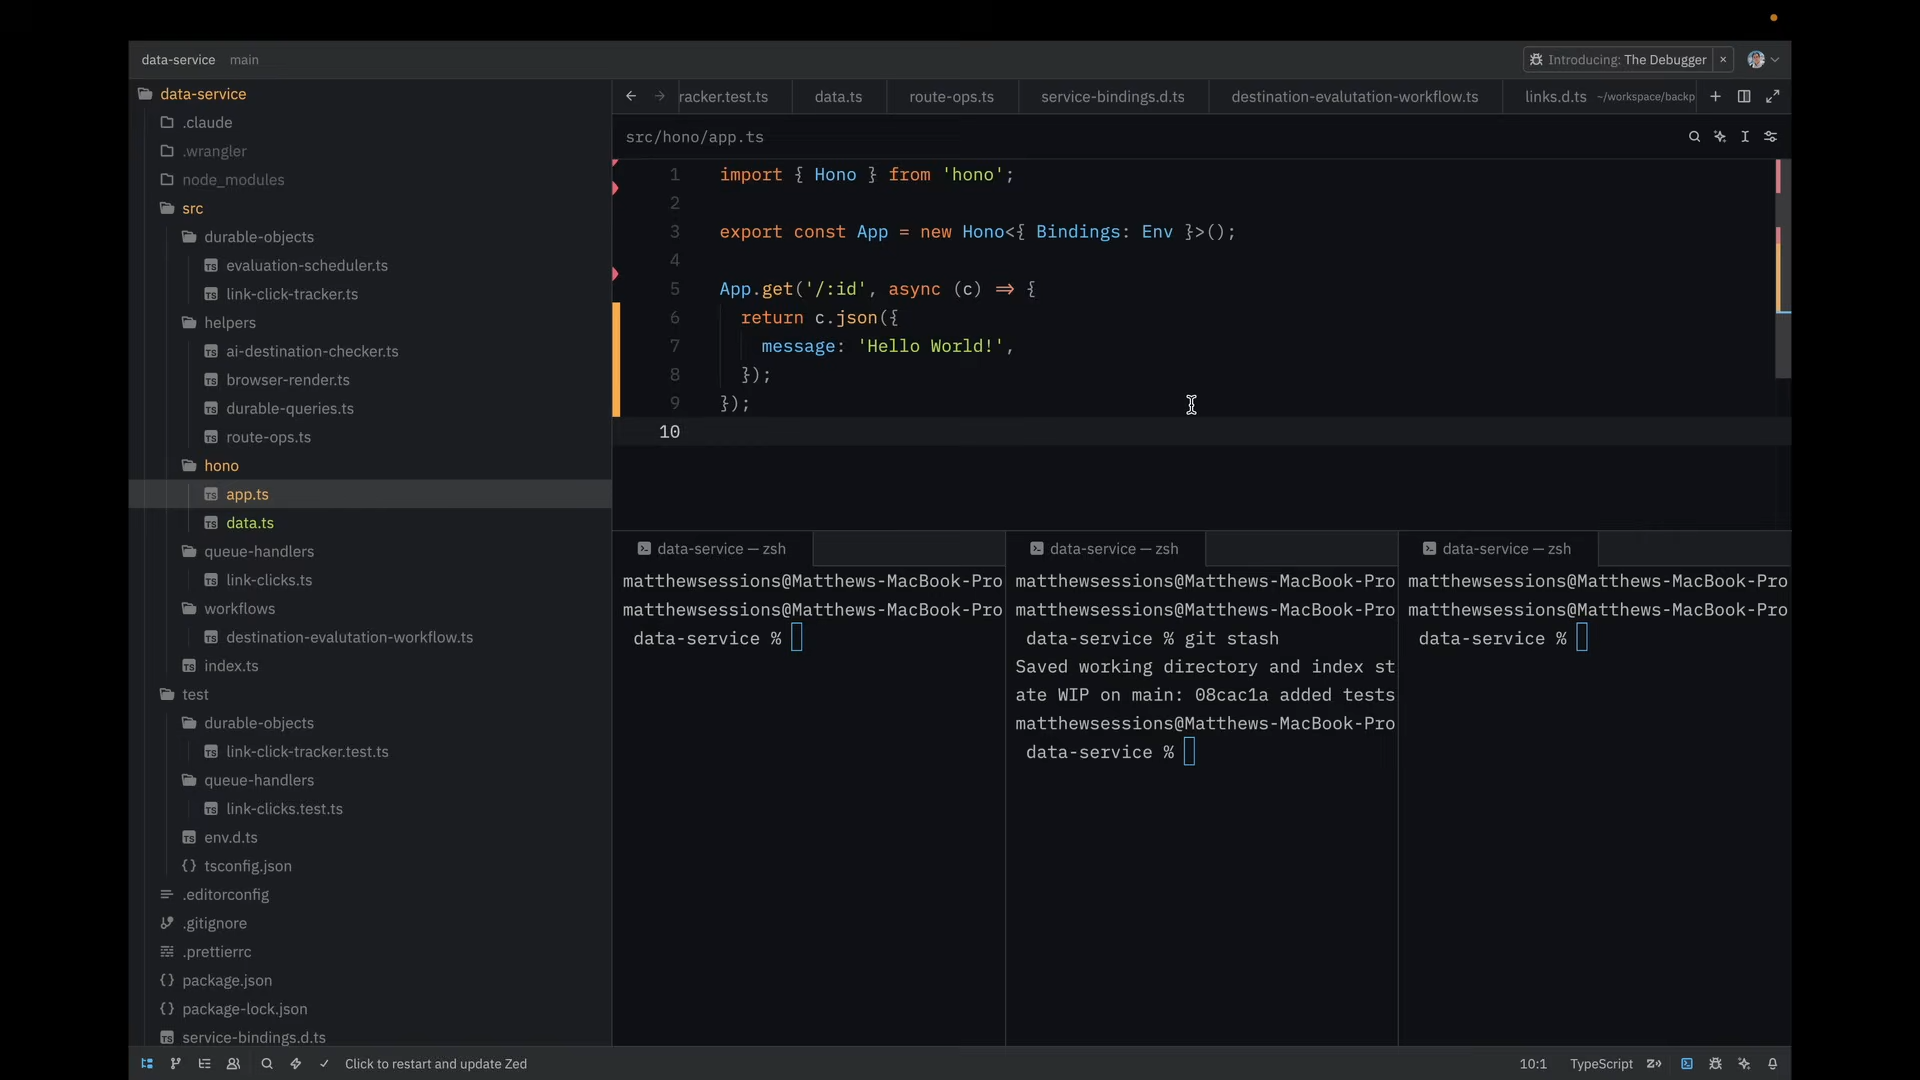 data-service main
Introducing: The Debugger
data-service
.claude
.wrangler
node_modules
src
durable-objects
evaluation-scheduler.ts
link-click-tracker.ts
helpers
ai-destination-checker.ts
browser-render.ts
durable-queries.ts
route-ops.ts
hono
app.ts
data.ts
queue-handlers
link-clicks.ts
workflows
destination-evalutation-workflow.ts
index.ts
test
durable-objects
link-click-tracker.test.ts
queue-handlers
link-clicks.test.ts
env.d.ts
tsconfig.json
.editorconfig
.gitignore
.prettierrc
package.json
package-lock.json
service-bindings.d.ts
racker.test.ts data.ts route-ops.ts service-bindings.d.ts destination-evalutation-workflow.ts links.d.ts ~/workspace/backp
src/hono/app.ts
1 import { Hono } from 'hono';
2
3 export const App = new Hono<{ Bindings: Env }>();
4
5 App.get('/:id', async (c) => {
6 return c.json({
7 message: 'Hello World!',
8 });
9 });
10
data-service — zsh
matthewsessions@Matthews-MacBook-Pro
matthewsessions@Matthews-MacBook-Pro
data-service %
data-service — zsh
matthewsessions@Matthews-MacBook-Pro
matthewsessions@Matthews-MacBook-Pro
data-service % git stash
Saved working directory and index st
ate WIP on main: 08cac1a added tests
matthewsessions@Matthews-MacBook-Pro
data-service %
data-service — zsh
matthewsessions@Matthews-MacBook-Pro
matthewsessions@Matthews-MacBook-Pro
data-service %
Click to restart and update Zed
10:1 TypeScript